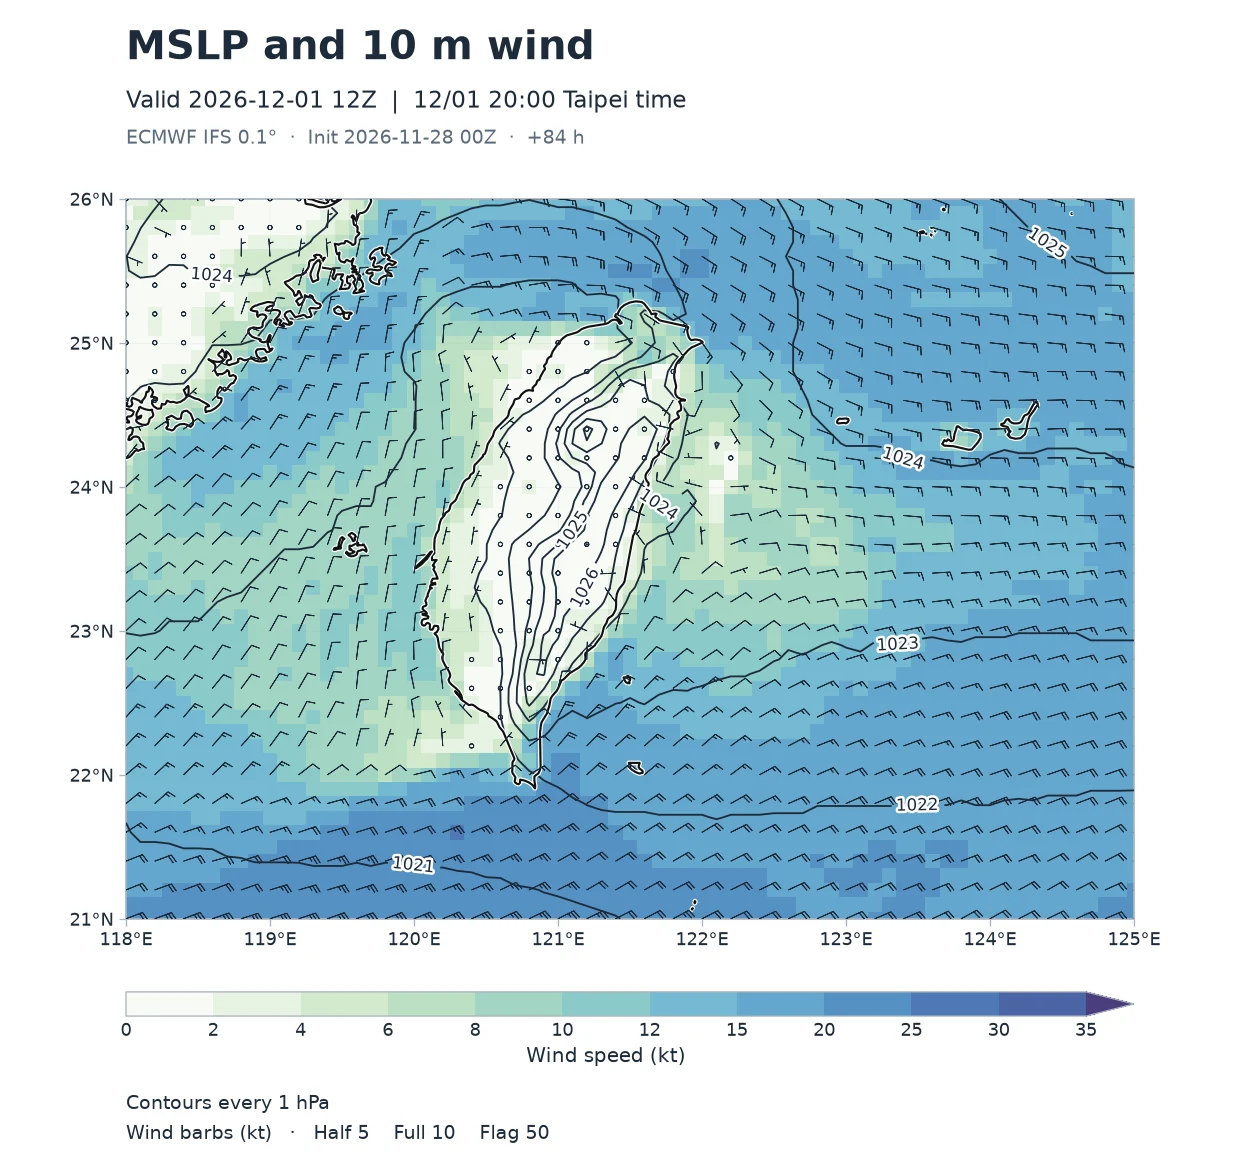 MSLP and 10 m wind
Valid 2026-12-01 12Z | 12/01 20:00 Taipei time
ECMWF IFS 0.1° · Init 2026-11-28 00Z · +84 h
26°N
25°N
24°N
23°N
22°N
21°N
1025
1024
1024
1024
1025
1026
1023
1022
1021
118°E 119°E 120°E 121°E 122°E 123°E 124°E 125°E
0 2 4 6 8 10 12 15 20 25 30 35
Wind speed (kt)
Contours every 1 hPa
Wind barbs (kt) · Half 5 Full 10 Flag 50